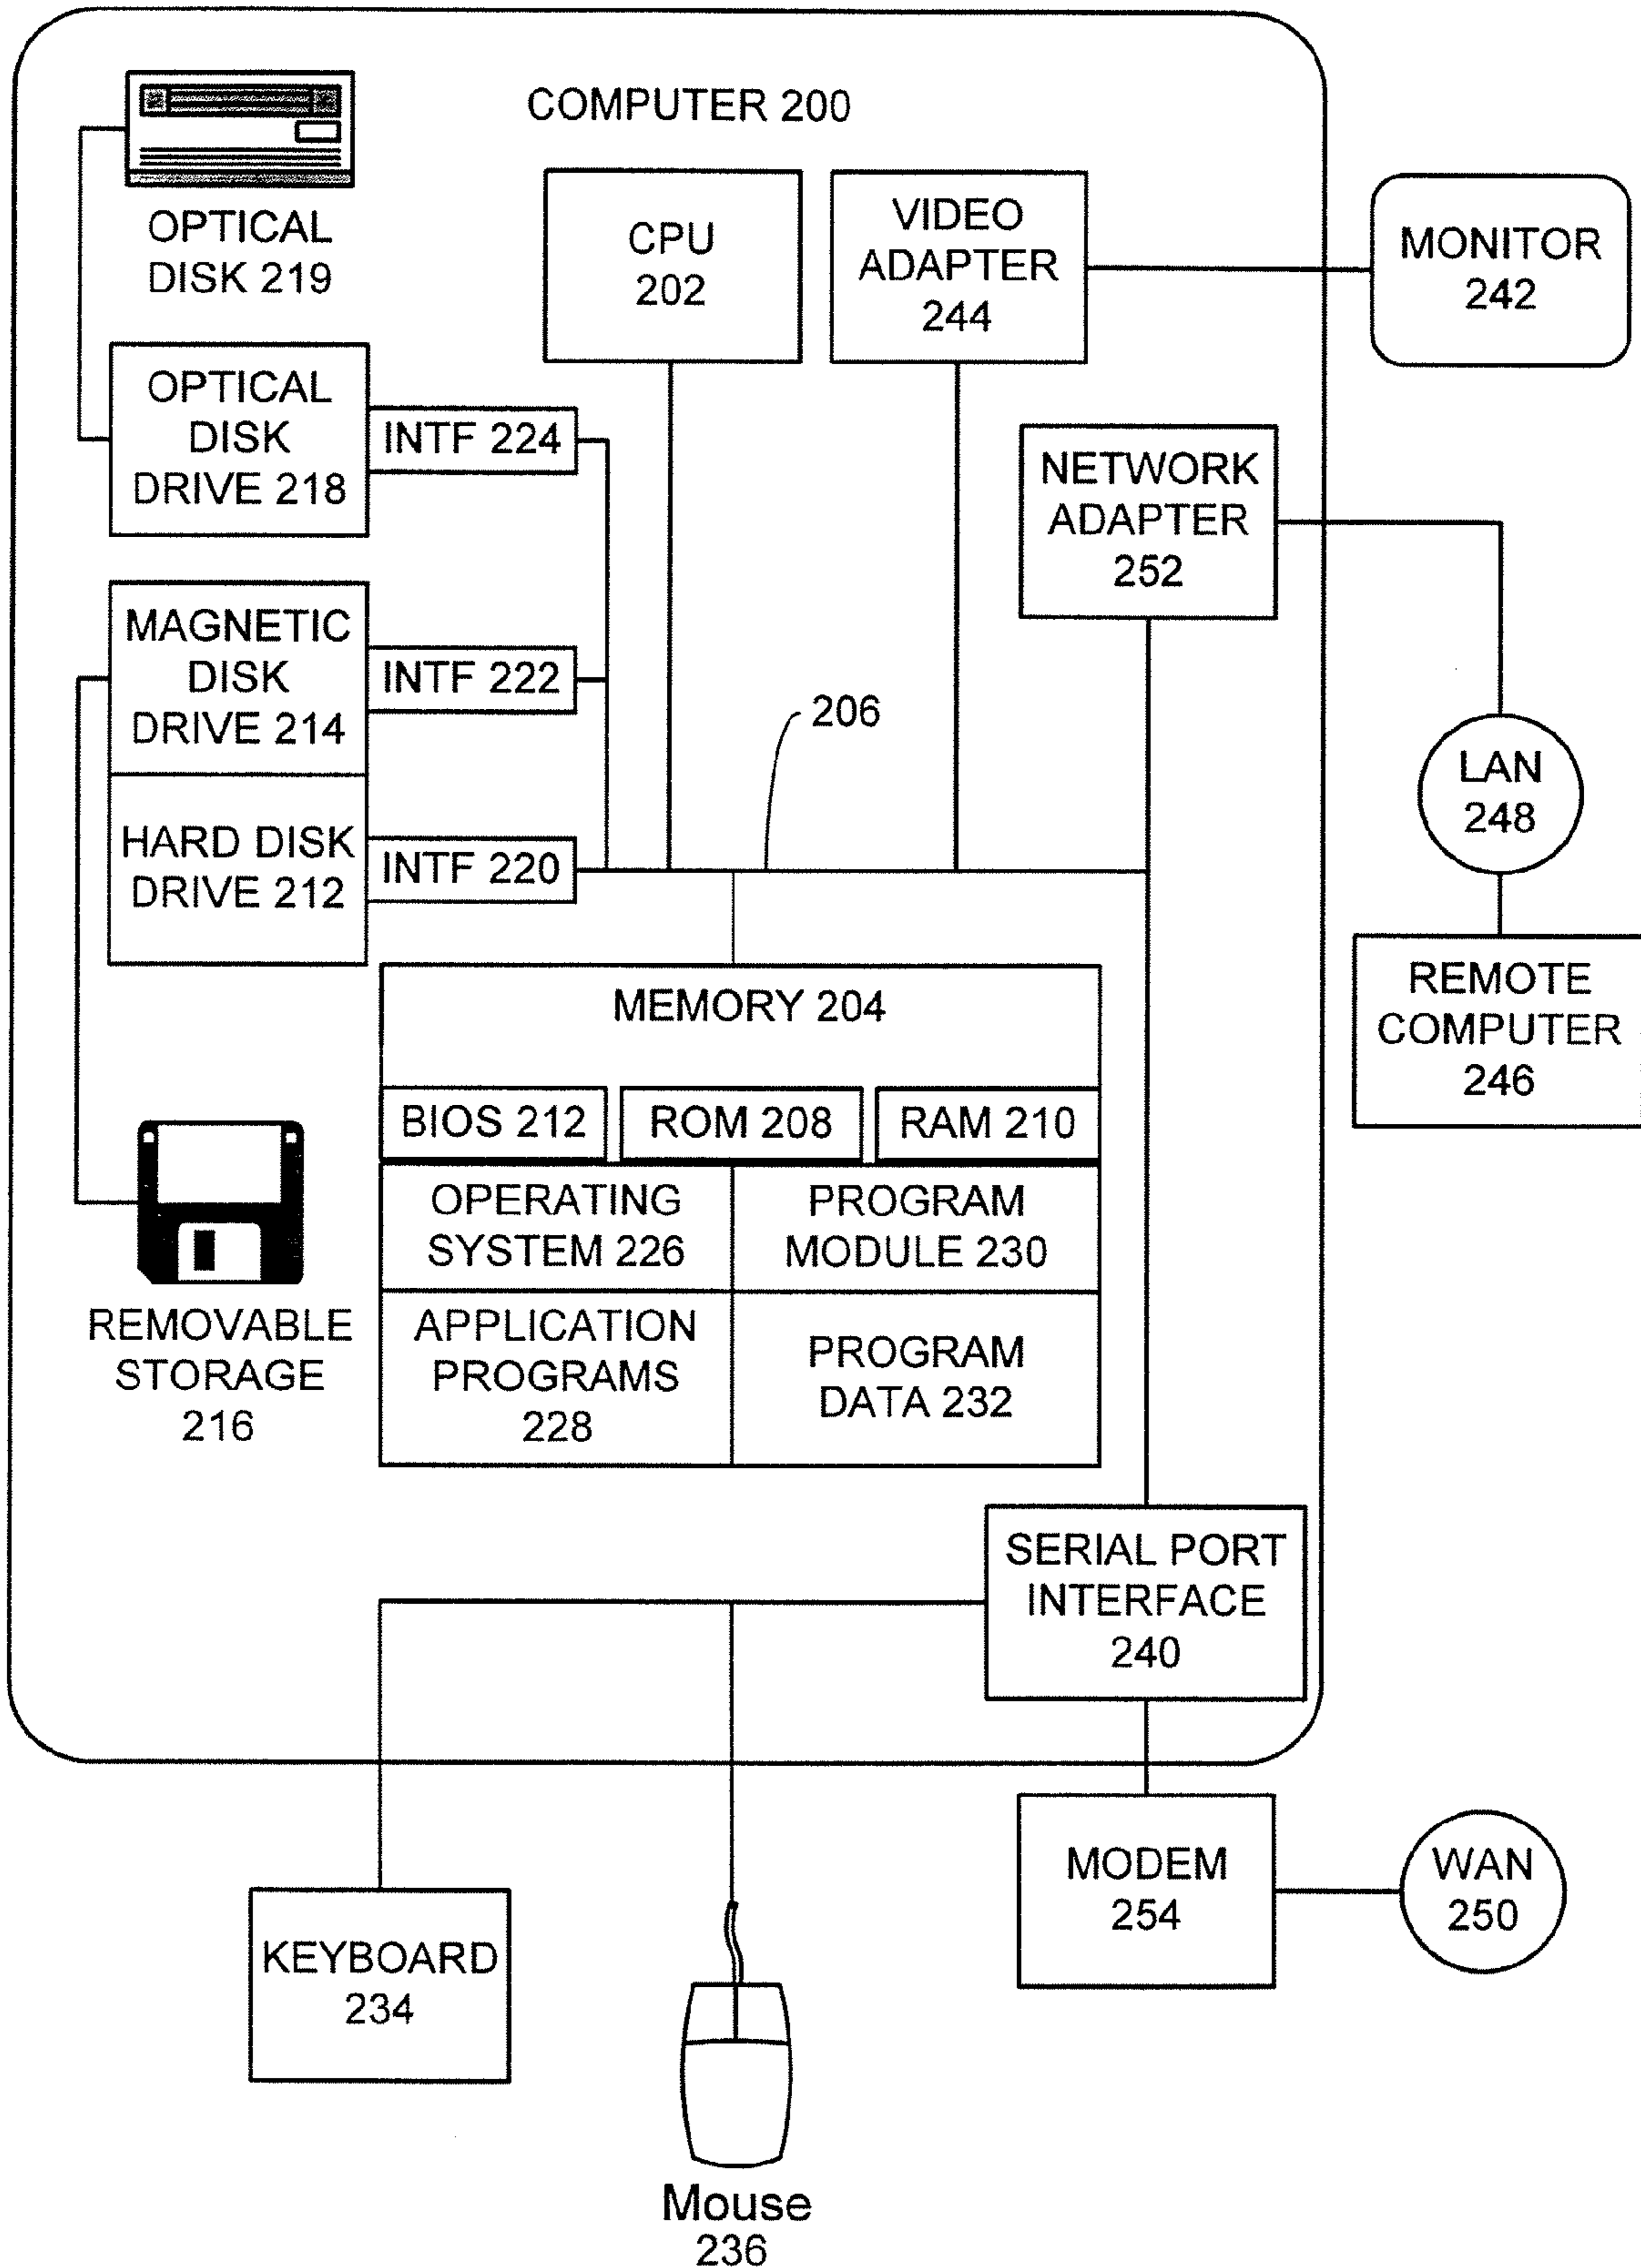 COMPUTER 200
OPTICAL
DISK 219
CPU
202
VIDEO
ADAPTER
244
MONITOR
242
OPTICAL
DISK
DRIVE 218
INTF 224
NETWORK
ADAPTER
252
MAGNETIC
DISK
DRIVE 214
INTF 222
206
LAN
248
HARD DISK
DRIVE 212
INTF 220
REMOTE
COMPUTER
246
MEMORY 204
BIOS 212
ROM 208
RAM 210
OPERATING
SYSTEM 226
PROGRAM
MODULE 230
REMOVABLE
STORAGE
216
APPLICATION
PROGRAMS
228
PROGRAM
DATA 232
SERIAL PORT
INTERFACE
240
MODEM
254
WAN
250
KEYBOARD
234
Mouse
236